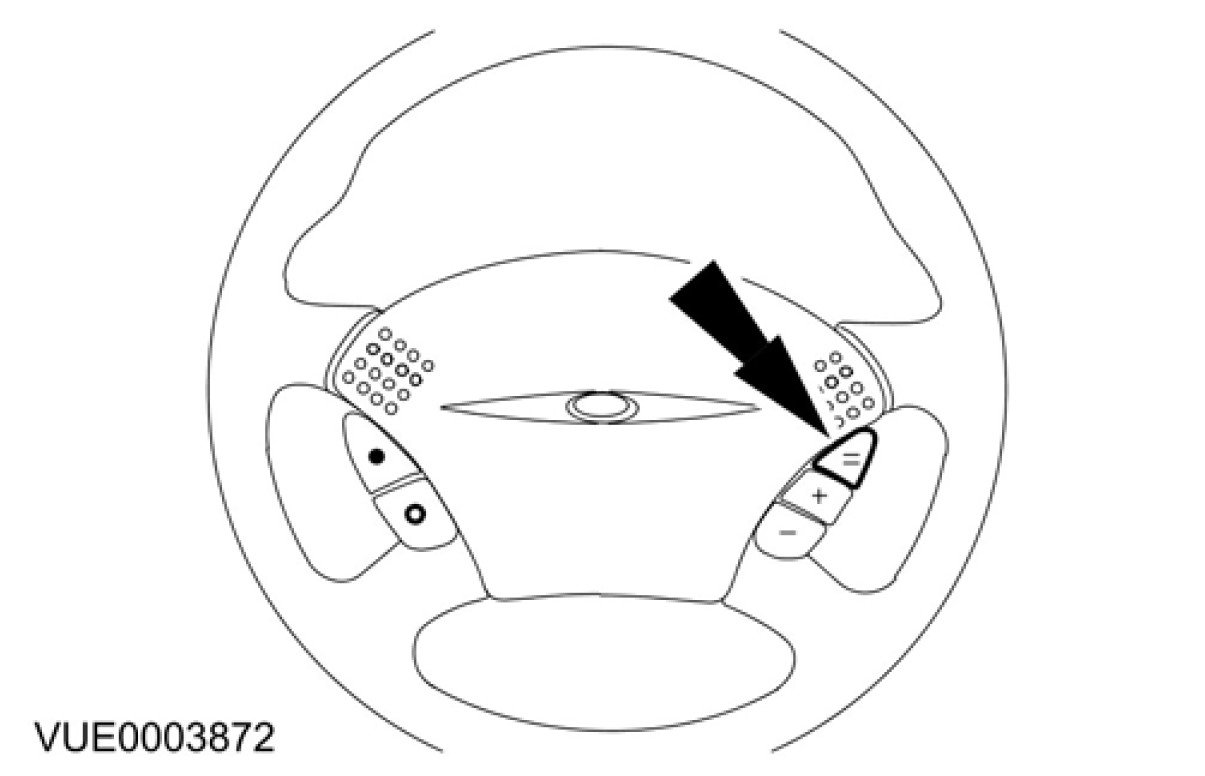 =
+
−
VUE0003872